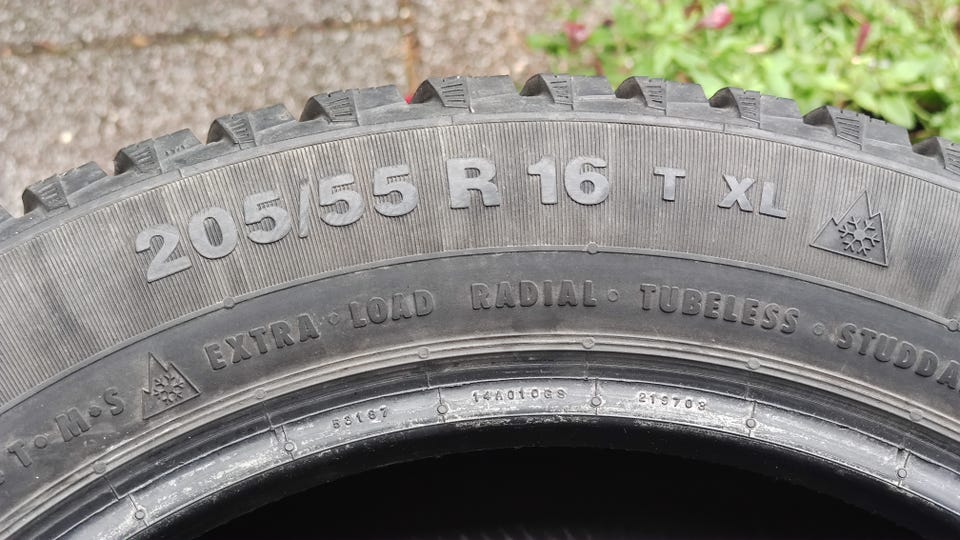 205/55 R 16 T XL
T•M•S EXTRA • LOAD RADIAL • TUBELESS • STUDDA
53167 14A010GS 219703